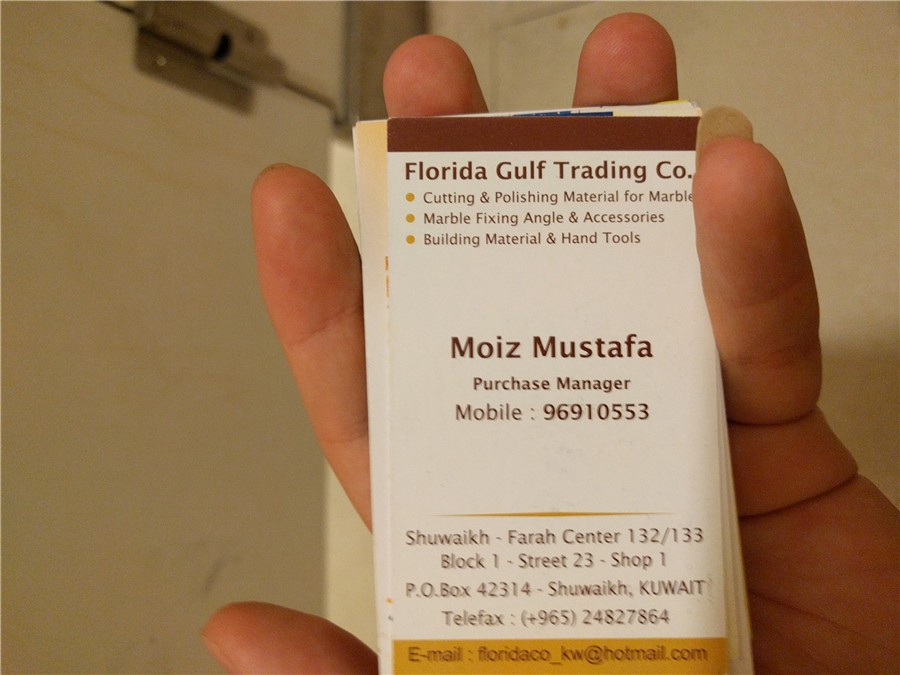 Florida Gulf Trading Co.
Cutting & Polishing Material for Marble
Marble Fixing Angle & Accessories
Building Material & Hand Tools
Moiz Mustafa
Purchase Manager
Mobile : 96910553
Shuwaikh - Farah Center 132/133
Block 1 - Street 23 - Shop 1
P.O.Box 42314 - Shuwaikh, KUWAIT
Telefax : (+965) 24827864
E-mail : floridaco_kw@hotmail.com